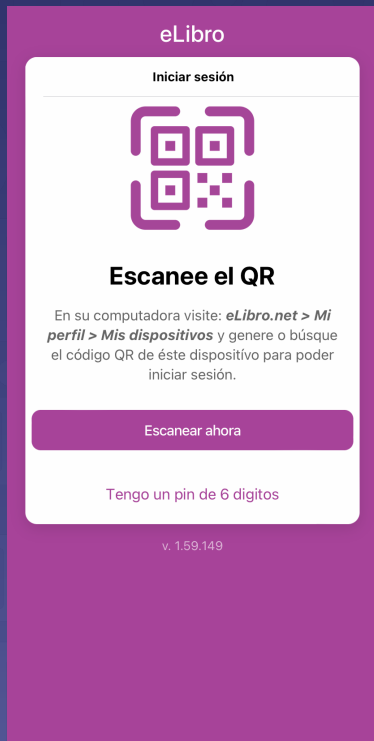 eLibro
Iniciar sesión
Escanee el QR
En su computadora visite: eLibro.net > Mi
perfil > Mis dispositivos y genere o búsque
el código QR de éste dispositívo para poder
iniciar sesión.
Escanear ahora
Tengo un pin de 6 digitos
v. 1.59.149